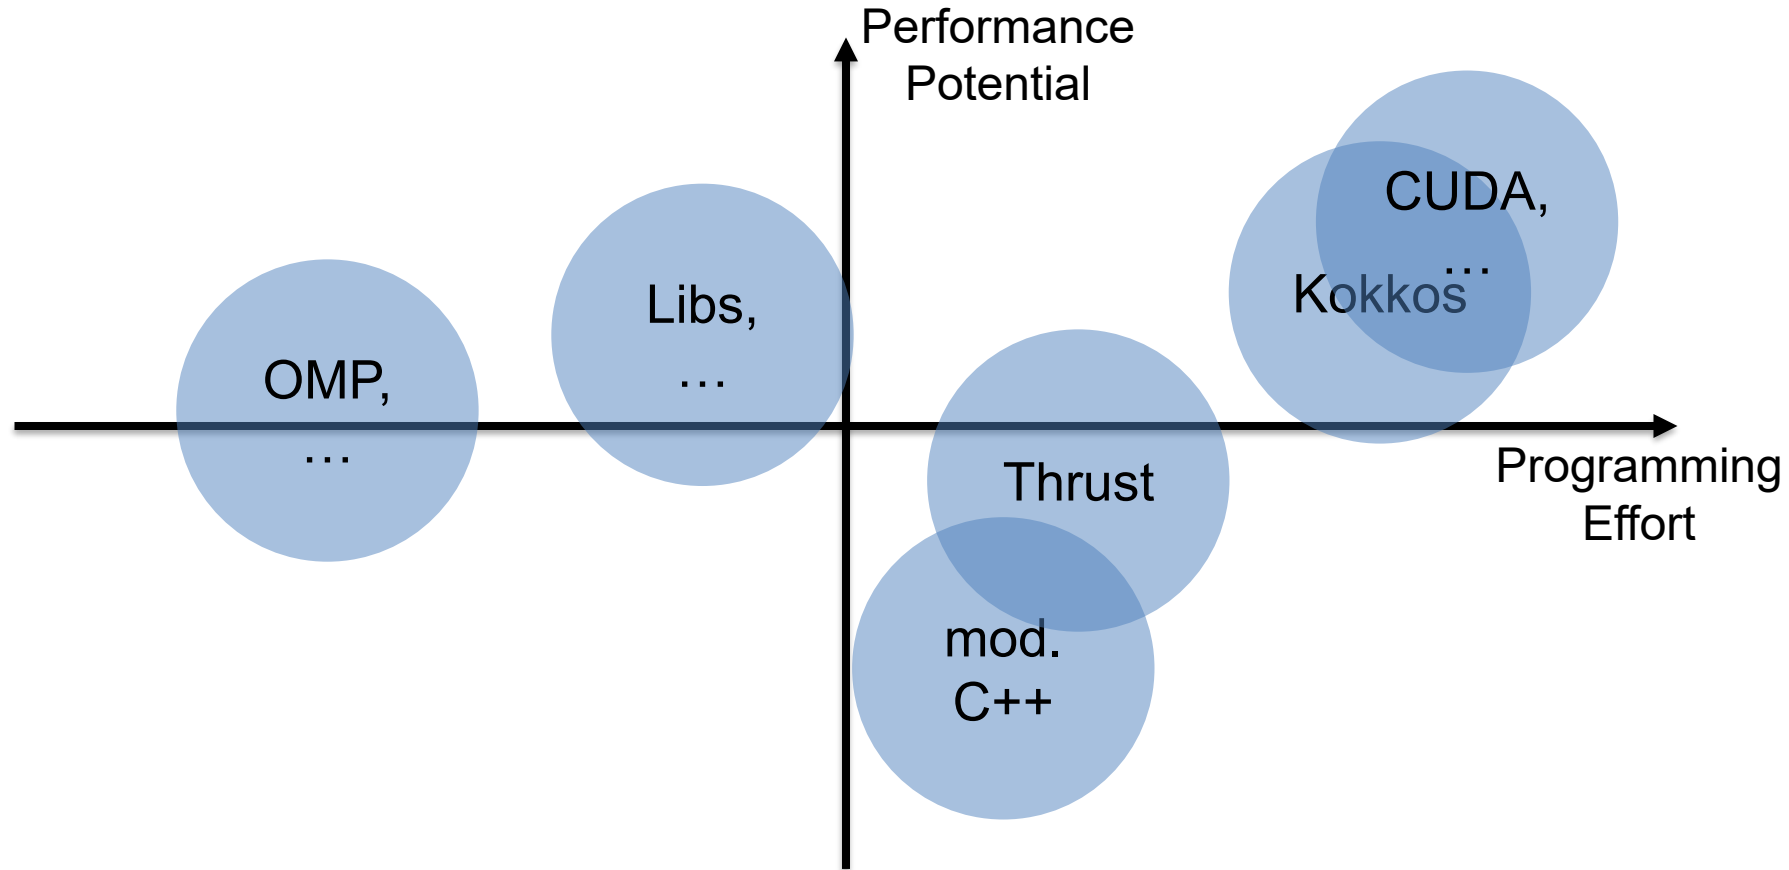 Performance
Potential
CUDA,
…
Kokkos
Libs,
…
OMP,
…
Programming
Effort
Thrust
mod.
C++